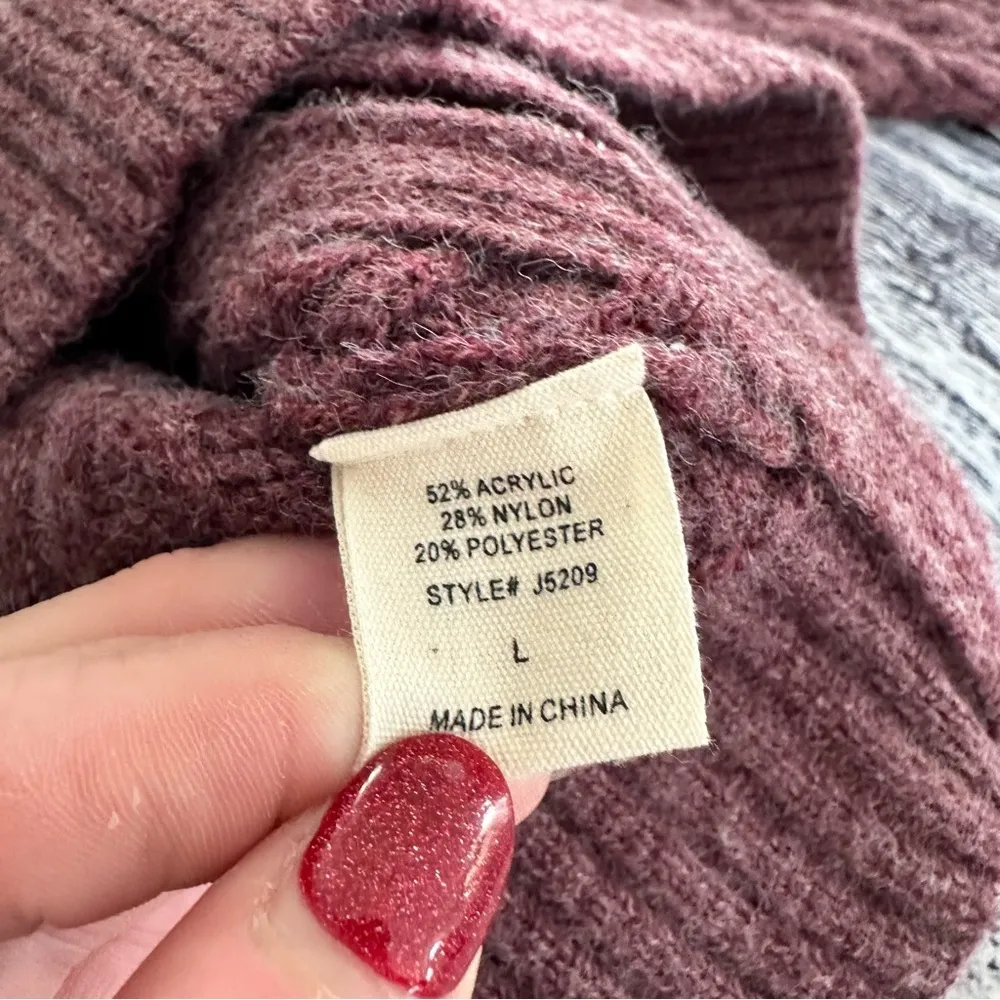 52% ACRYLIC
28% NYLON
20% POLYESTER
STYLE# J5209
L
MADE IN CHINA